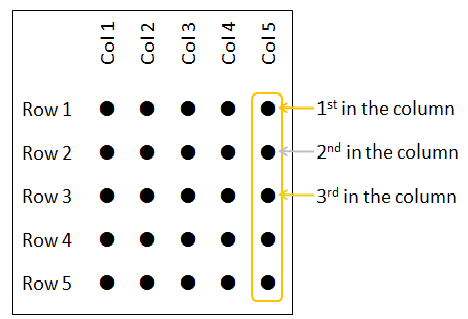 Col 1 Col 2 Col 3 Col 4 Col 5
Row 1 1st in the column
Row 2 2nd in the column
Row 3 3rd in the column
Row 4
Row 5